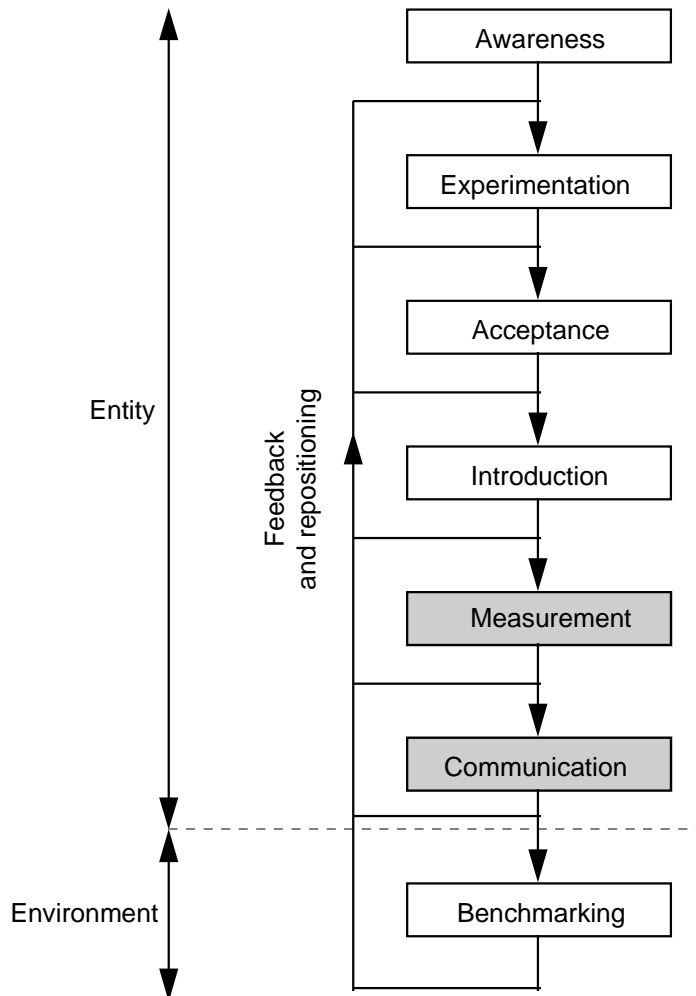 Awareness
Experimentation
Acceptance
Entity
Feedback
and repositioning
Introduction
Measurement
Communication
Environment
Benchmarking